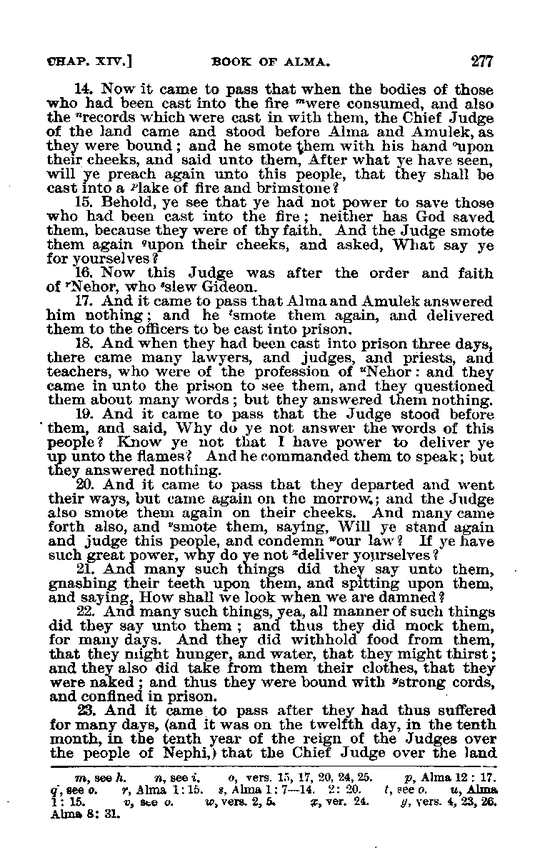 CHAP. XIV.] BOOK OF ALMA. 277
14. Now it came to pass that when the bodies of those
who had been cast into the fire ᵐwere consumed, and also
the ⁿrecords which were cast in with them, the Chief Judge
of the land came and stood before Alma and Amulek, as
they were bound; and he smote them with his hand ᵒupon
their cheeks, and said unto them, After what ye have seen,
will ye preach again unto this people, that they shall be
cast into a ᵖlake of fire and brimstone?
15. Behold, ye see that ye had not power to save those
who had been cast into the fire; neither has God saved
them, because they were of thy faith. And the Judge smote
them again ᑫupon their cheeks, and asked, What say ye
for yourselves?
16. Now this Judge was after the order and faith
of ʳNehor, who ˢslew Gideon.
17. And it came to pass that Alma and Amulek answered
him nothing; and he ᵗsmote them again, and delivered
them to the officers to be cast into prison.
18. And when they had been cast into prison three days,
there came many lawyers, and judges, and priests, and
teachers, who were of the profession of ᵘNehor: and they
came in unto the prison to see them, and they questioned
them about many words; but they answered them nothing.
19. And it came to pass that the Judge stood before
them, and said, Why do ye not answer the words of this
people? Know ye not that I have power to deliver ye
up unto the flames? And he commanded them to speak; but
they answered nothing.
20. And it came to pass that they departed and went
their ways, but came again on the morrow; and the Judge
also smote them again on their cheeks. And many came
forth also, and ᵛsmote them, saying, Will ye stand again
and judge this people, and condemn ʷour law? If ye have
such great power, why do ye not ˣdeliver yourselves?
21. And many such things did they say unto them,
gnashing their teeth upon them, and spitting upon them,
and saying, How shall we look when we are damned?
22. And many such things, yea, all manner of such things
did they say unto them; and thus they did mock them,
for many days. And they did withhold food from them,
that they might hunger, and water, that they might thirst;
and they also did take from them their clothes, that they
were naked; and thus they were bound with ʸstrong cords,
and confined in prison.
23. And it came to pass after they had thus suffered
for many days, (and it was on the twelfth day, in the tenth
month, in the tenth year of the reign of the Judges over
the people of Nephi,) that the Chief Judge over the land
m, see h. n, see i. o, vers. 15, 17, 20, 24, 25. p, Alma 12: 17.
q, see o. r, Alma 1: 15. s, Alma 1: 7—14. 2: 20. t, see o. u, Alma
1: 15. v, see o. w, vers. 2, 5. x, ver. 24. y, vers. 4, 23, 26.
Alma 8: 31.